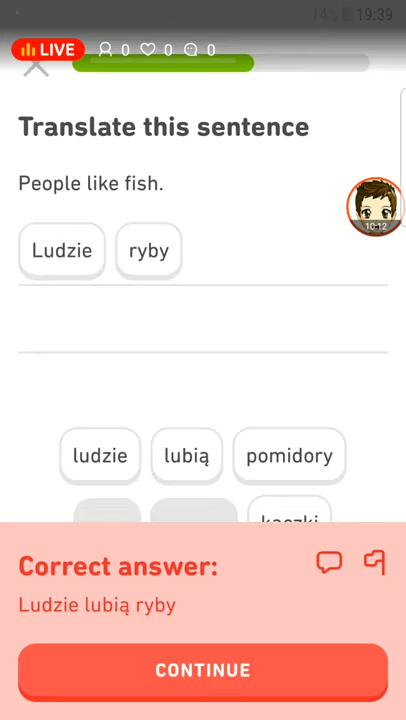 14% 19:39
LIVE 0 0 0
Translate this sentence
People like fish.
10:12
Ludzie ryby
ludzie lubią pomidory
kaczki
Correct answer:
Ludzie lubią ryby
CONTINUE